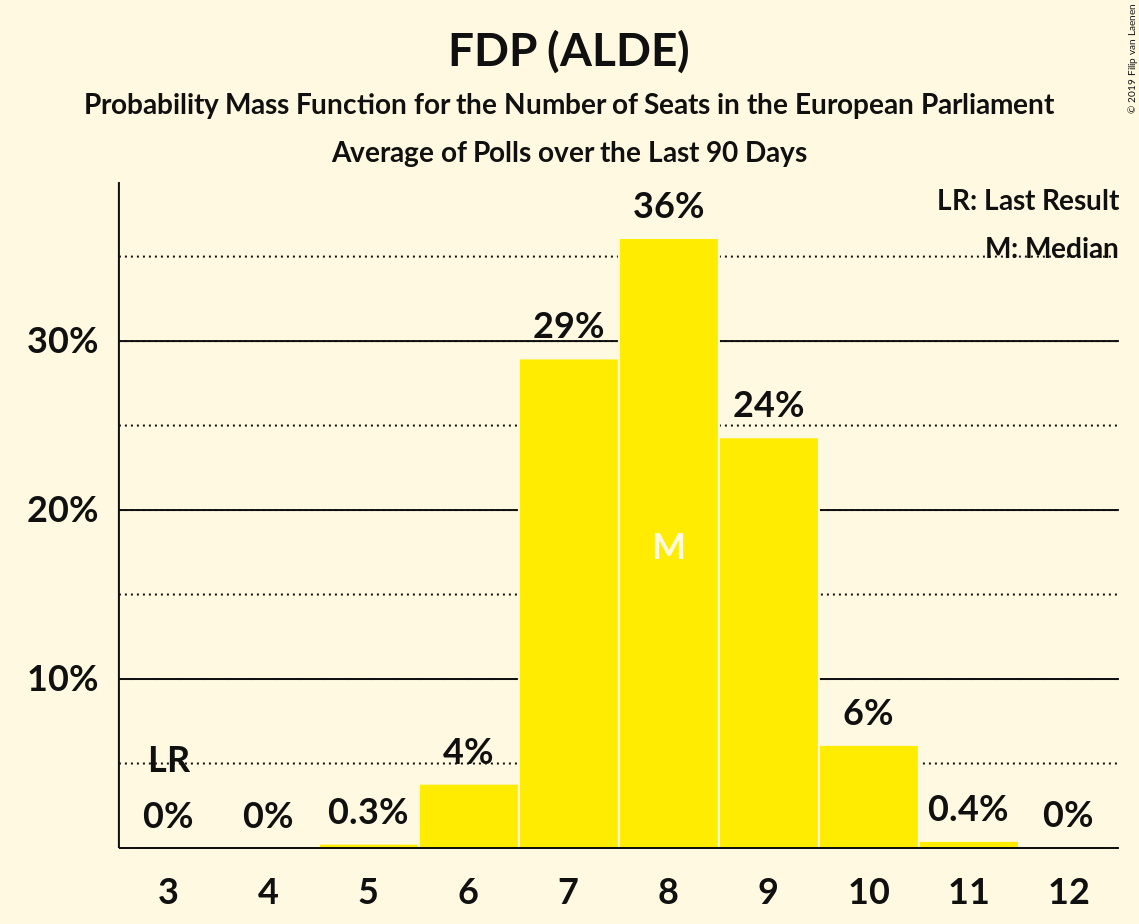 FDP (ALDE)
Probability Mass Function for the Number of Seats in the European Parliament
Average of Polls over the Last 90 Days
© 2019 Filip van Laenen
LR: Last Result
M: Median
36%
29%
24%
30%
20%
10%
M
6%
4%
LR
0%
0%
0.3%
0.4%
0%
3
4
5
6
7
8
9
10
11
12